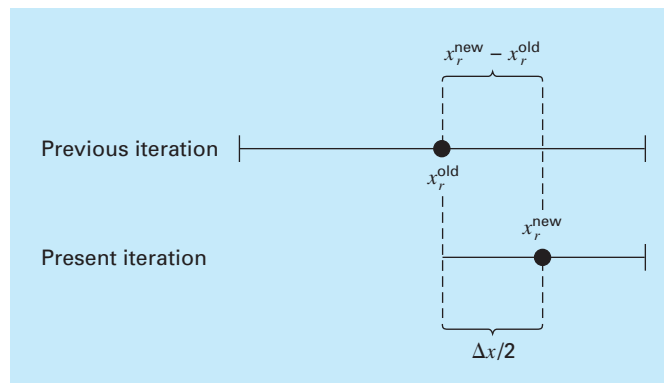 x_r^new − x_r^old
Previous iteration
x_r^old
x_r^new
Present iteration
Δx/2